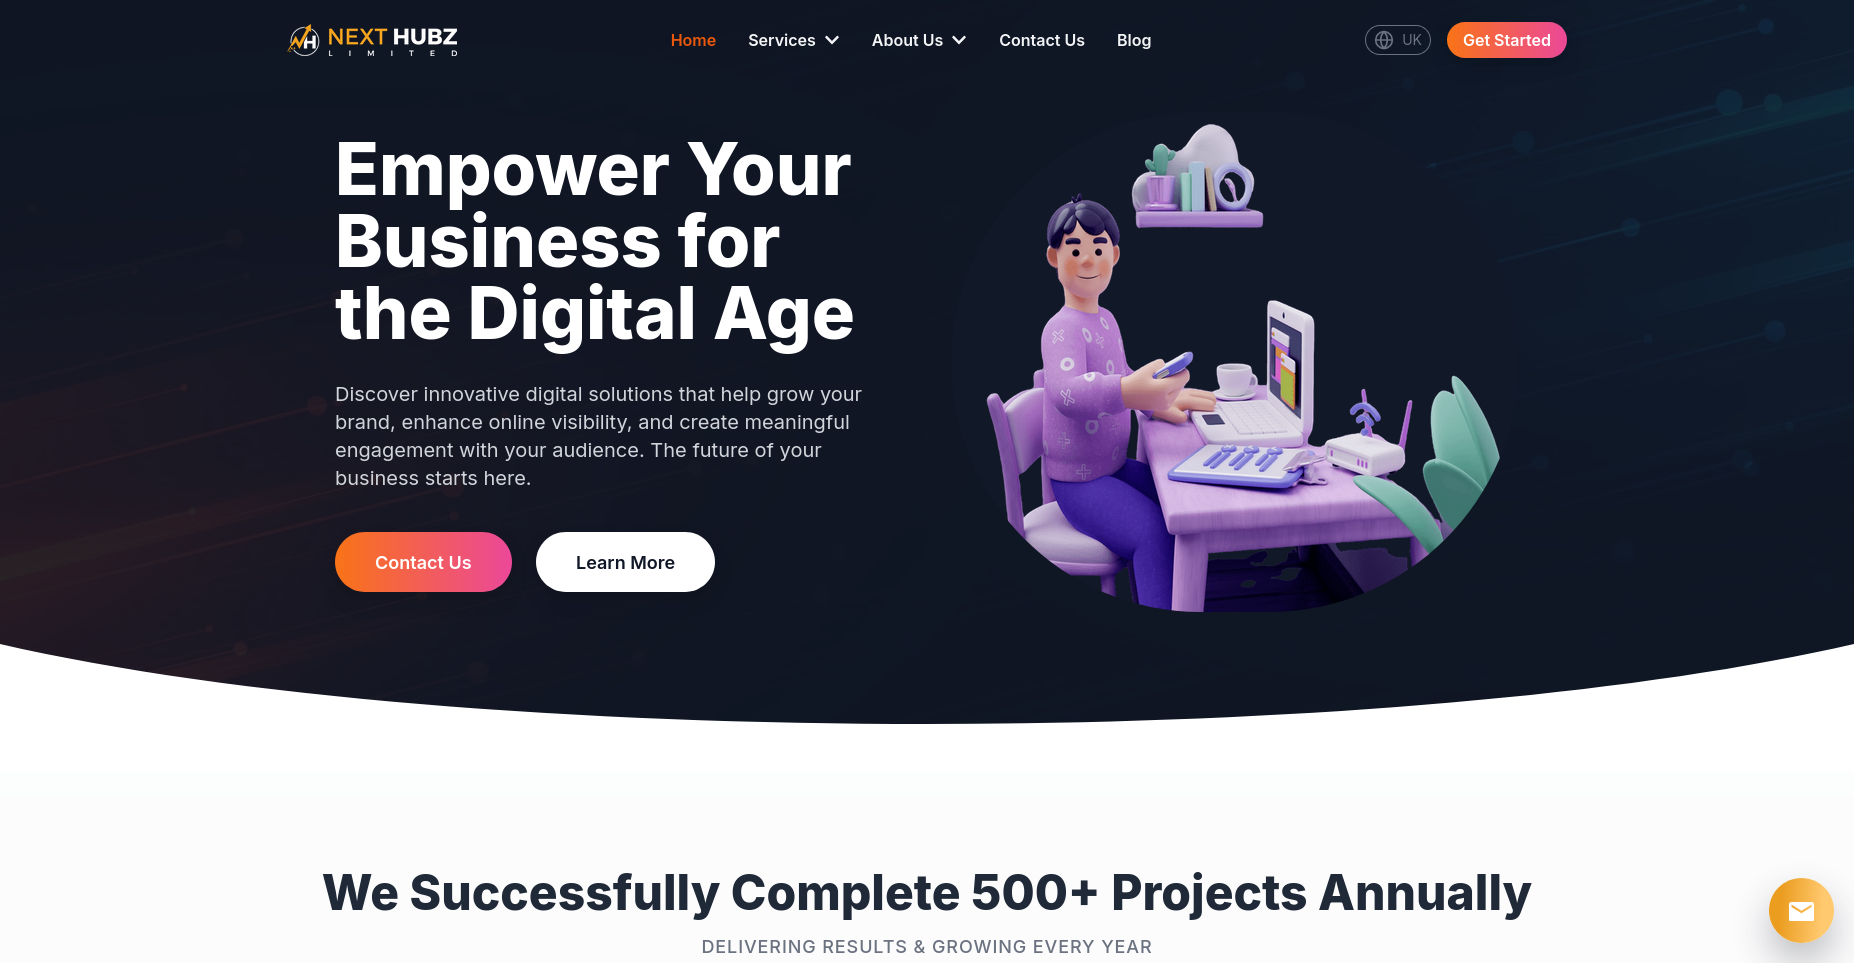 NEXT HUBZ
LIMITED
Home
Services
About Us
Contact Us
Blog
UK
Get Started
Empower Your
Business for
the Digital Age
Discover innovative digital solutions that help grow your
brand, enhance online visibility, and create meaningful
engagement with your audience. The future of your
business starts here.
Contact Us
Learn More
We Successfully Complete 500+ Projects Annually
DELIVERING RESULTS & GROWING EVERY YEAR